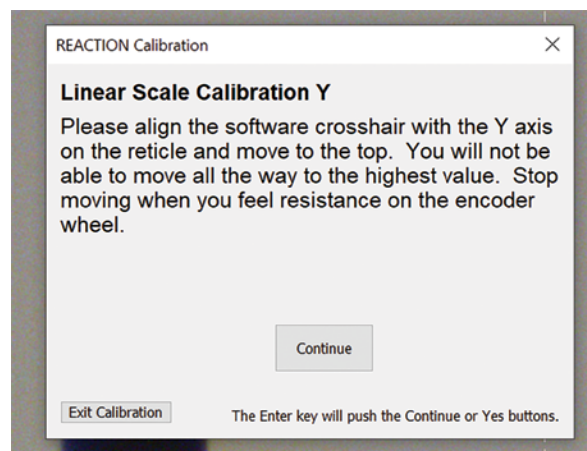 REACTION Calibration
Linear Scale Calibration Y
Please align the software crosshair with the Y axis
on the reticle and move to the top. You will not be
able to move all the way to the highest value. Stop
moving when you feel resistance on the encoder
wheel.
Continue
Exit Calibration
The Enter key will push the Continue or Yes buttons.